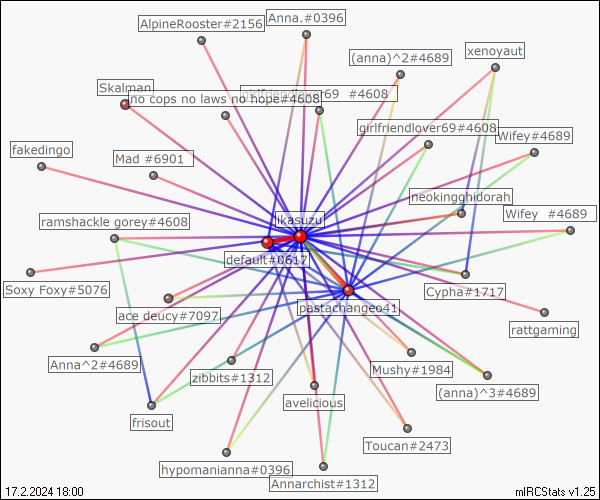 AlpineRooster#2156
Anna.#0396
(anna)^2#4689
xenoyaut
Skalman
girlfriendlover69 #4608
no cops no laws no hope#4608
girlfriendlover69#4608
Wifey#4689
fakedingo
Mad #6901
neokingghidorah
ramshackle gorey#4608
ikasuzu
Wifey #4689
default#0617
Soxy Foxy#5076
Cypha#1717
ace deucy#7097
pastachangeo41
rattgaming
Anna^2#4689
zibbits#1312
Mushy#1984
(anna)^3#4689
avelicious
frisout
Toucan#2473
hypomanianna#0396
Annarchist#1312
17.2.2024 18:00
mIRCStats v1.25